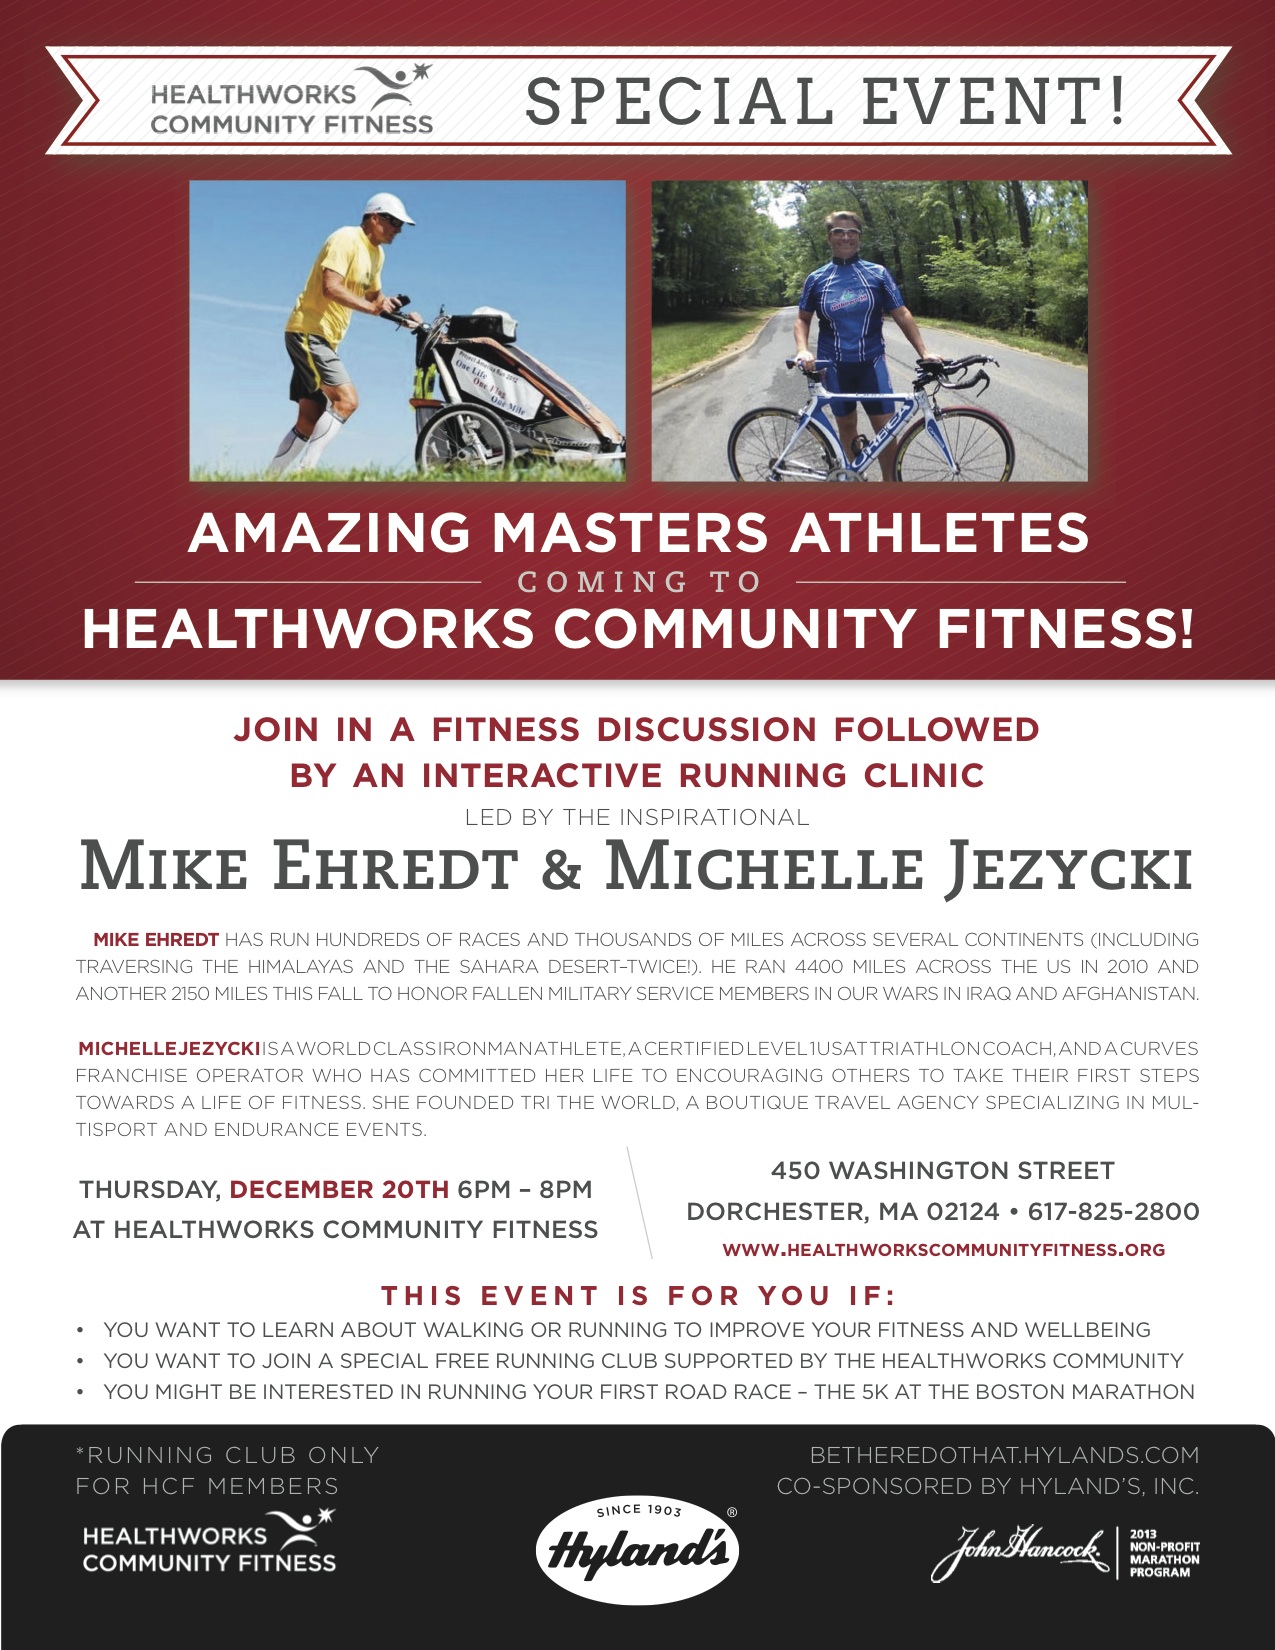 HEALTHWORKS
COMMUNITY FITNESS
SPECIAL EVENT!
Project America Run 2012
One Life
One Flag
One Mile
ORBEA
AMAZING MASTERS ATHLETES
COMING TO
HEALTHWORKS COMMUNITY FITNESS!
JOIN IN A FITNESS DISCUSSION FOLLOWED
BY AN INTERACTIVE RUNNING CLINIC
LED BY THE INSPIRATIONAL
MIKE EHREDT & MICHELLE JEZYCKI
MIKE EHREDT HAS RUN HUNDREDS OF RACES AND THOUSANDS OF MILES ACROSS SEVERAL CONTINENTS (INCLUDING
TRAVERSING THE HIMALAYAS AND THE SAHARA DESERT–TWICE!). HE RAN 4400 MILES ACROSS THE US IN 2010 AND
ANOTHER 2150 MILES THIS FALL TO HONOR FALLEN MILITARY SERVICE MEMBERS IN OUR WARS IN IRAQ AND AFGHANISTAN.
MICHELLE JEZYCKI IS A WORLD CLASS IRONMAN ATHLETE, A CERTIFIED LEVEL 1 USAT TRIATHLON COACH, AND A CURVES
FRANCHISE OPERATOR WHO HAS COMMITTED HER LIFE TO ENCOURAGING OTHERS TO TAKE THEIR FIRST STEPS
TOWARDS A LIFE OF FITNESS. SHE FOUNDED TRI THE WORLD, A BOUTIQUE TRAVEL AGENCY SPECIALIZING IN MUL-
TISPORT AND ENDURANCE EVENTS.
THURSDAY, DECEMBER 20TH 6PM – 8PM
AT HEALTHWORKS COMMUNITY FITNESS
450 WASHINGTON STREET
DORCHESTER, MA 02124 • 617-825-2800
WWW.HEALTHWORKSCOMMUNITYFITNESS.ORG
THIS EVENT IS FOR YOU IF:
• YOU WANT TO LEARN ABOUT WALKING OR RUNNING TO IMPROVE YOUR FITNESS AND WELLBEING
• YOU WANT TO JOIN A SPECIAL FREE RUNNING CLUB SUPPORTED BY THE HEALTHWORKS COMMUNITY
• YOU MIGHT BE INTERESTED IN RUNNING YOUR FIRST ROAD RACE – THE 5K AT THE BOSTON MARATHON
*RUNNING CLUB ONLY
FOR HCF MEMBERS
HEALTHWORKS
COMMUNITY FITNESS
SINCE 1903
Hyland's ®
BETHEREDOTHAT.HYLANDS.COM
CO-SPONSORED BY HYLAND'S, INC.
John Hancock.
2013
NON-PROFIT
MARATHON
PROGRAM